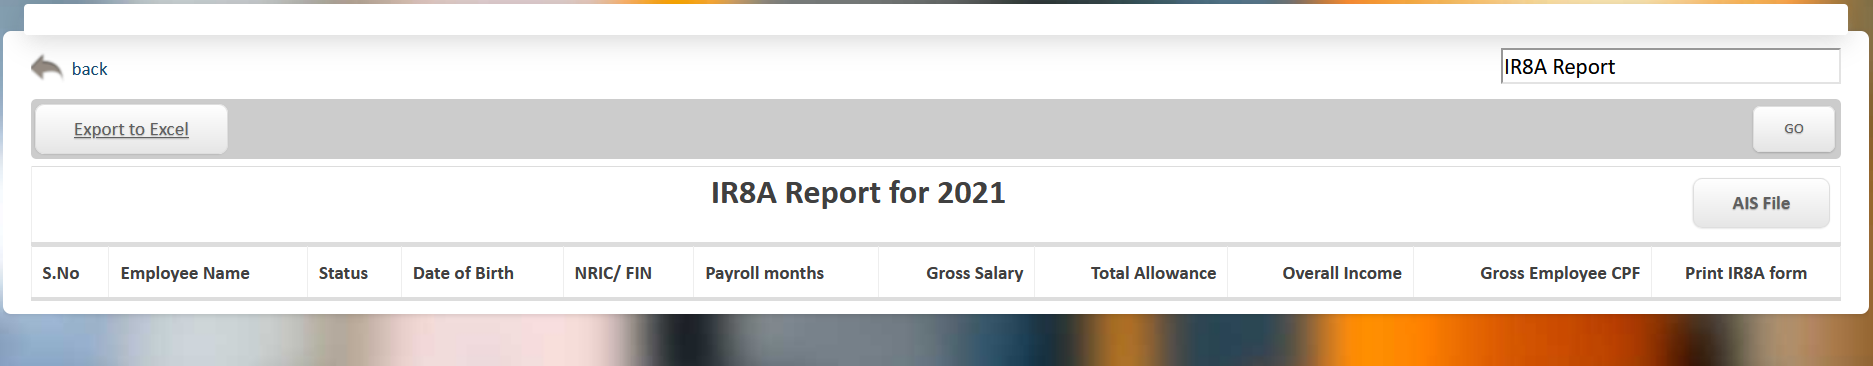 back
IR8A Report
Export to Excel
GO
IR8A Report for 2021
AIS File
S.No Employee Name Status Date of Birth NRIC/ FIN Payroll months Gross Salary Total Allowance Overall Income Gross Employee CPF Print IR8A form